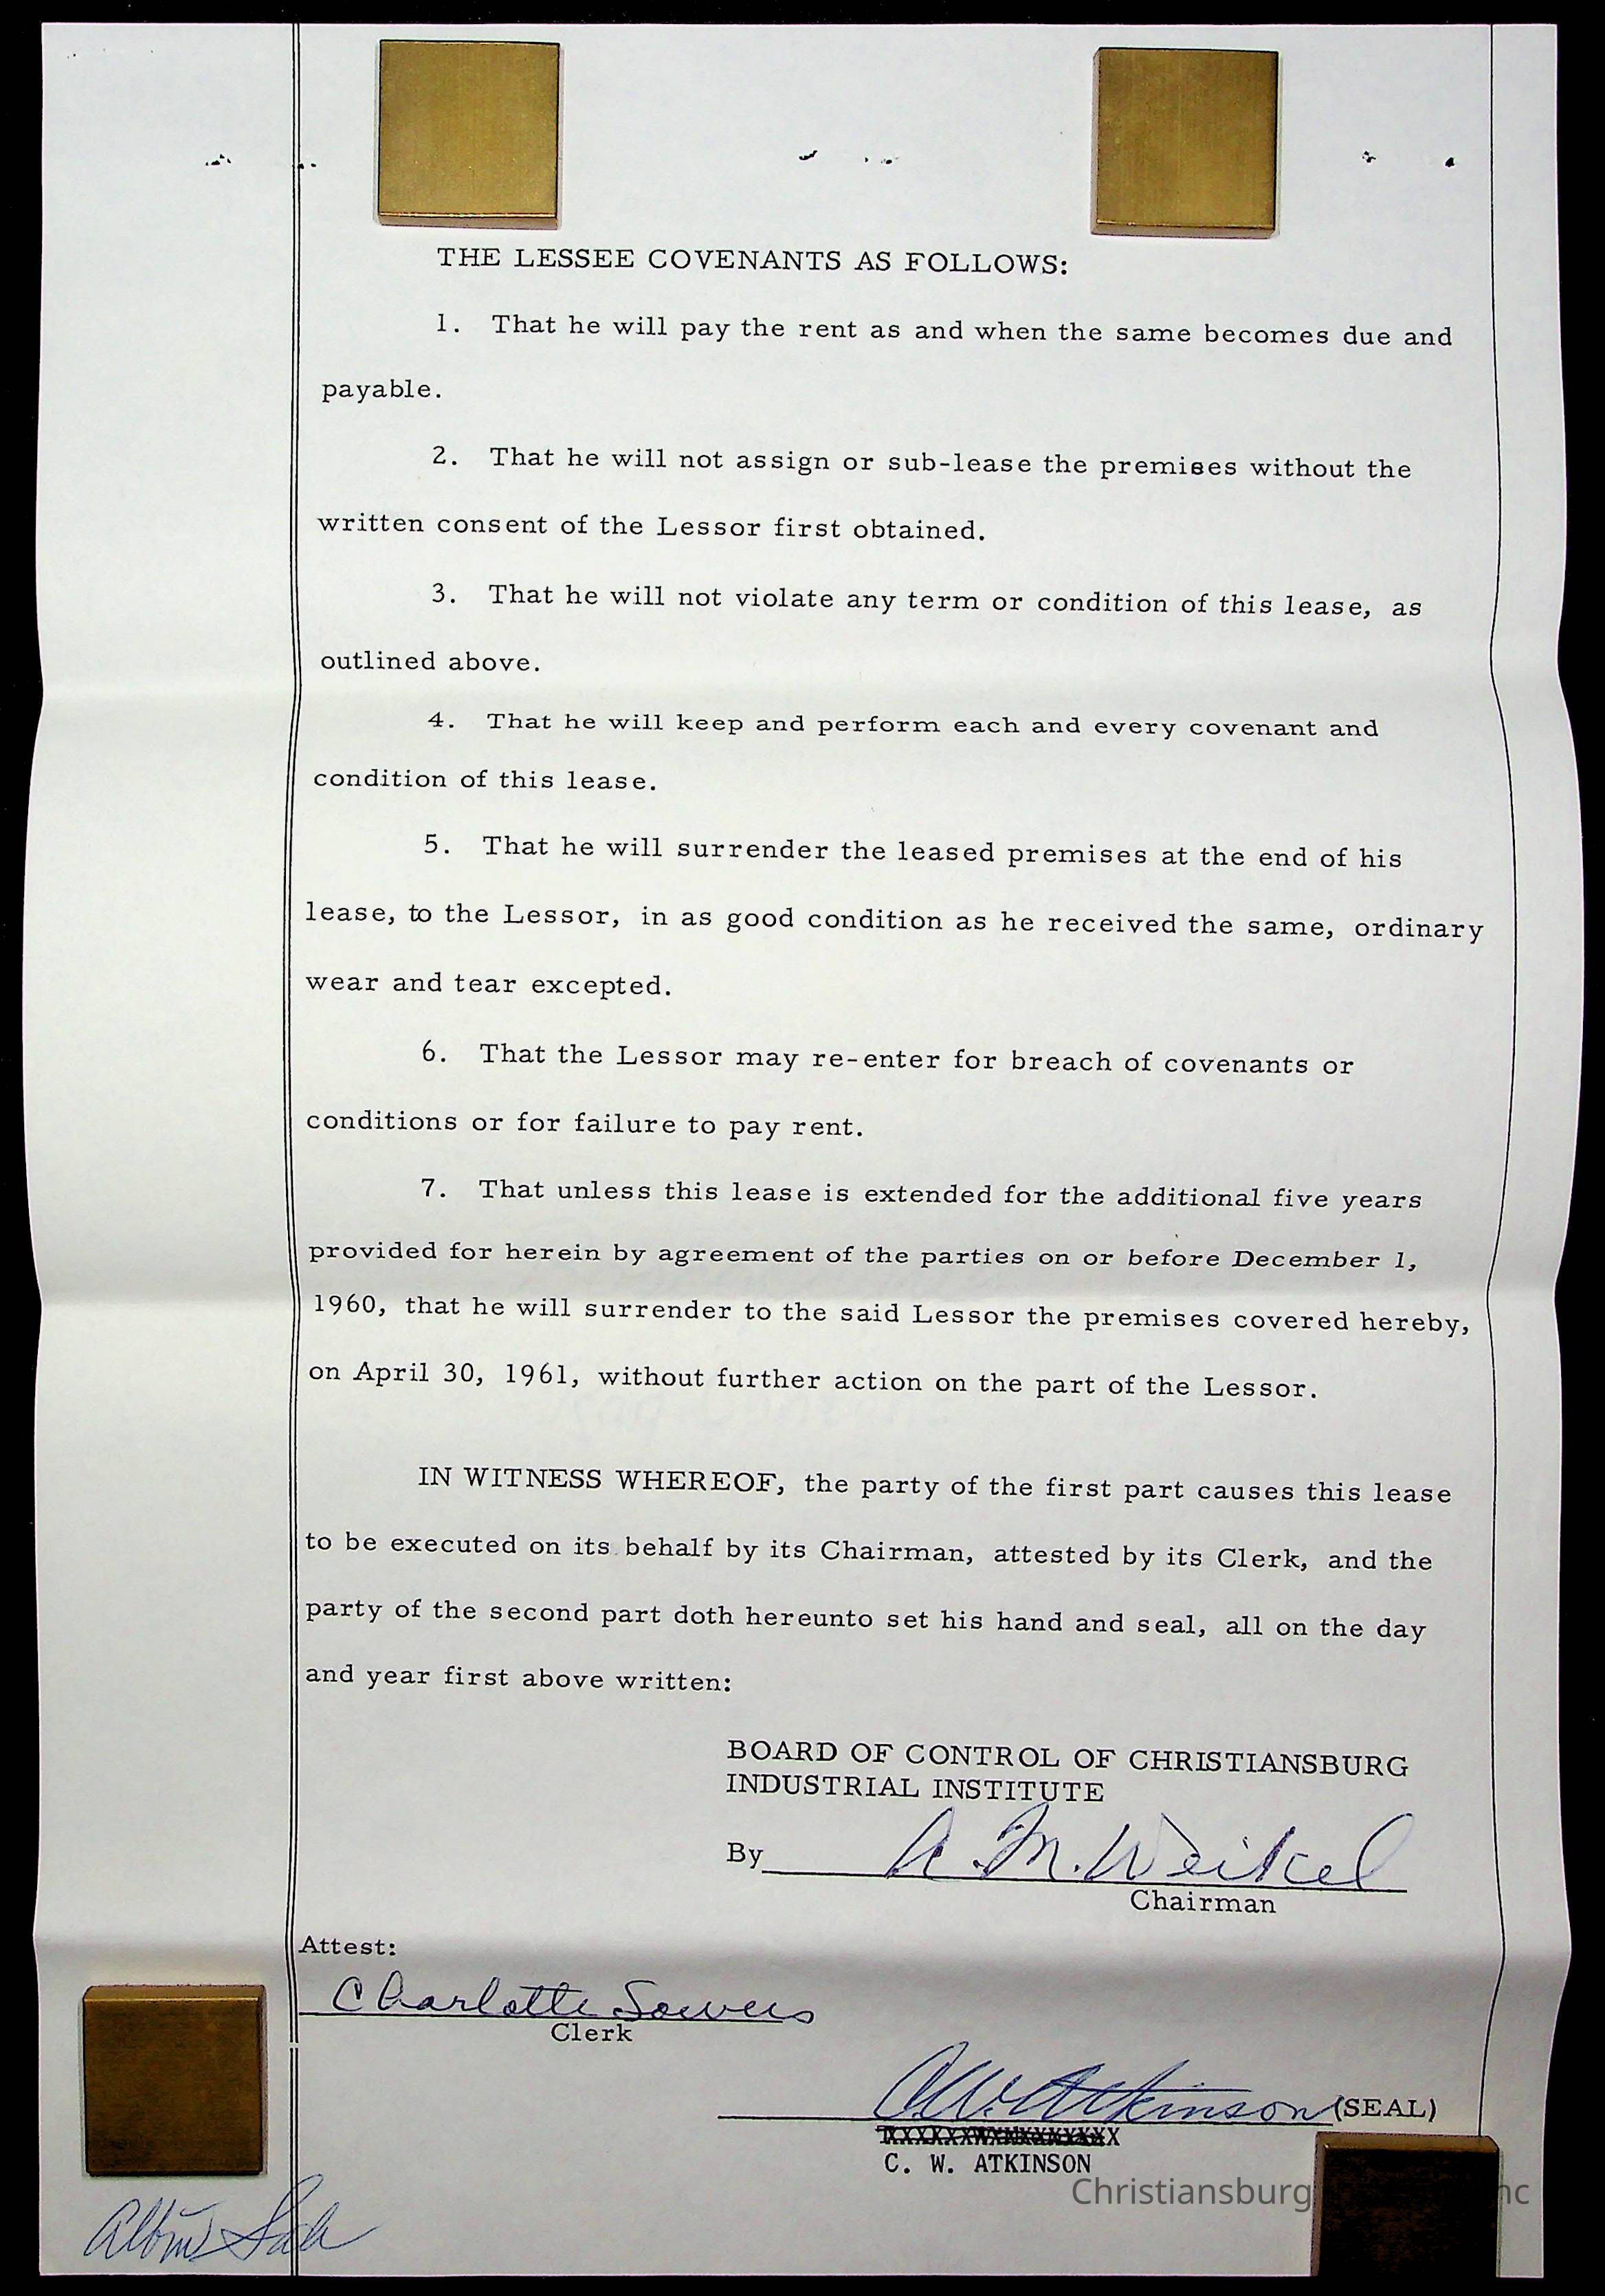 THE LESSEE COVENANTS AS FOLLOWS:
1. That he will pay the rent as and when the same becomes due and
payable.
2. That he will not assign or sub-lease the premises without the
written consent of the Lessor first obtained.
3. That he will not violate any term or condition of this lease, as
outlined above.
4. That he will keep and perform each and every covenant and
condition of this lease.
5. That he will surrender the leased premises at the end of his
lease, to the Lessor, in as good condition as he received the same, ordinary
wear and tear excepted.
6. That the Lessor may re-enter for breach of covenants or
conditions or for failure to pay rent.
7. That unless this lease is extended for the additional five years
provided for herein by agreement of the parties on or before December 1,
1960, that he will surrender to the said Lessor the premises covered hereby,
on April 30, 1961, without further action on the part of the Lessor.
IN WITNESS WHEREOF, the party of the first part causes this lease
to be executed on its behalf by its Chairman, attested by its Clerk, and the
party of the second part doth hereunto set his hand and seal, all on the day
and year first above written:
BOARD OF CONTROL OF CHRISTIANSBURG
INDUSTRIAL INSTITUTE
By A. M. Weikel
Chairman
Attest:
Charlotte Sowers
Clerk
C. W. Atkinson (SEAL)
C. W. ATKINSON
Christiansburg